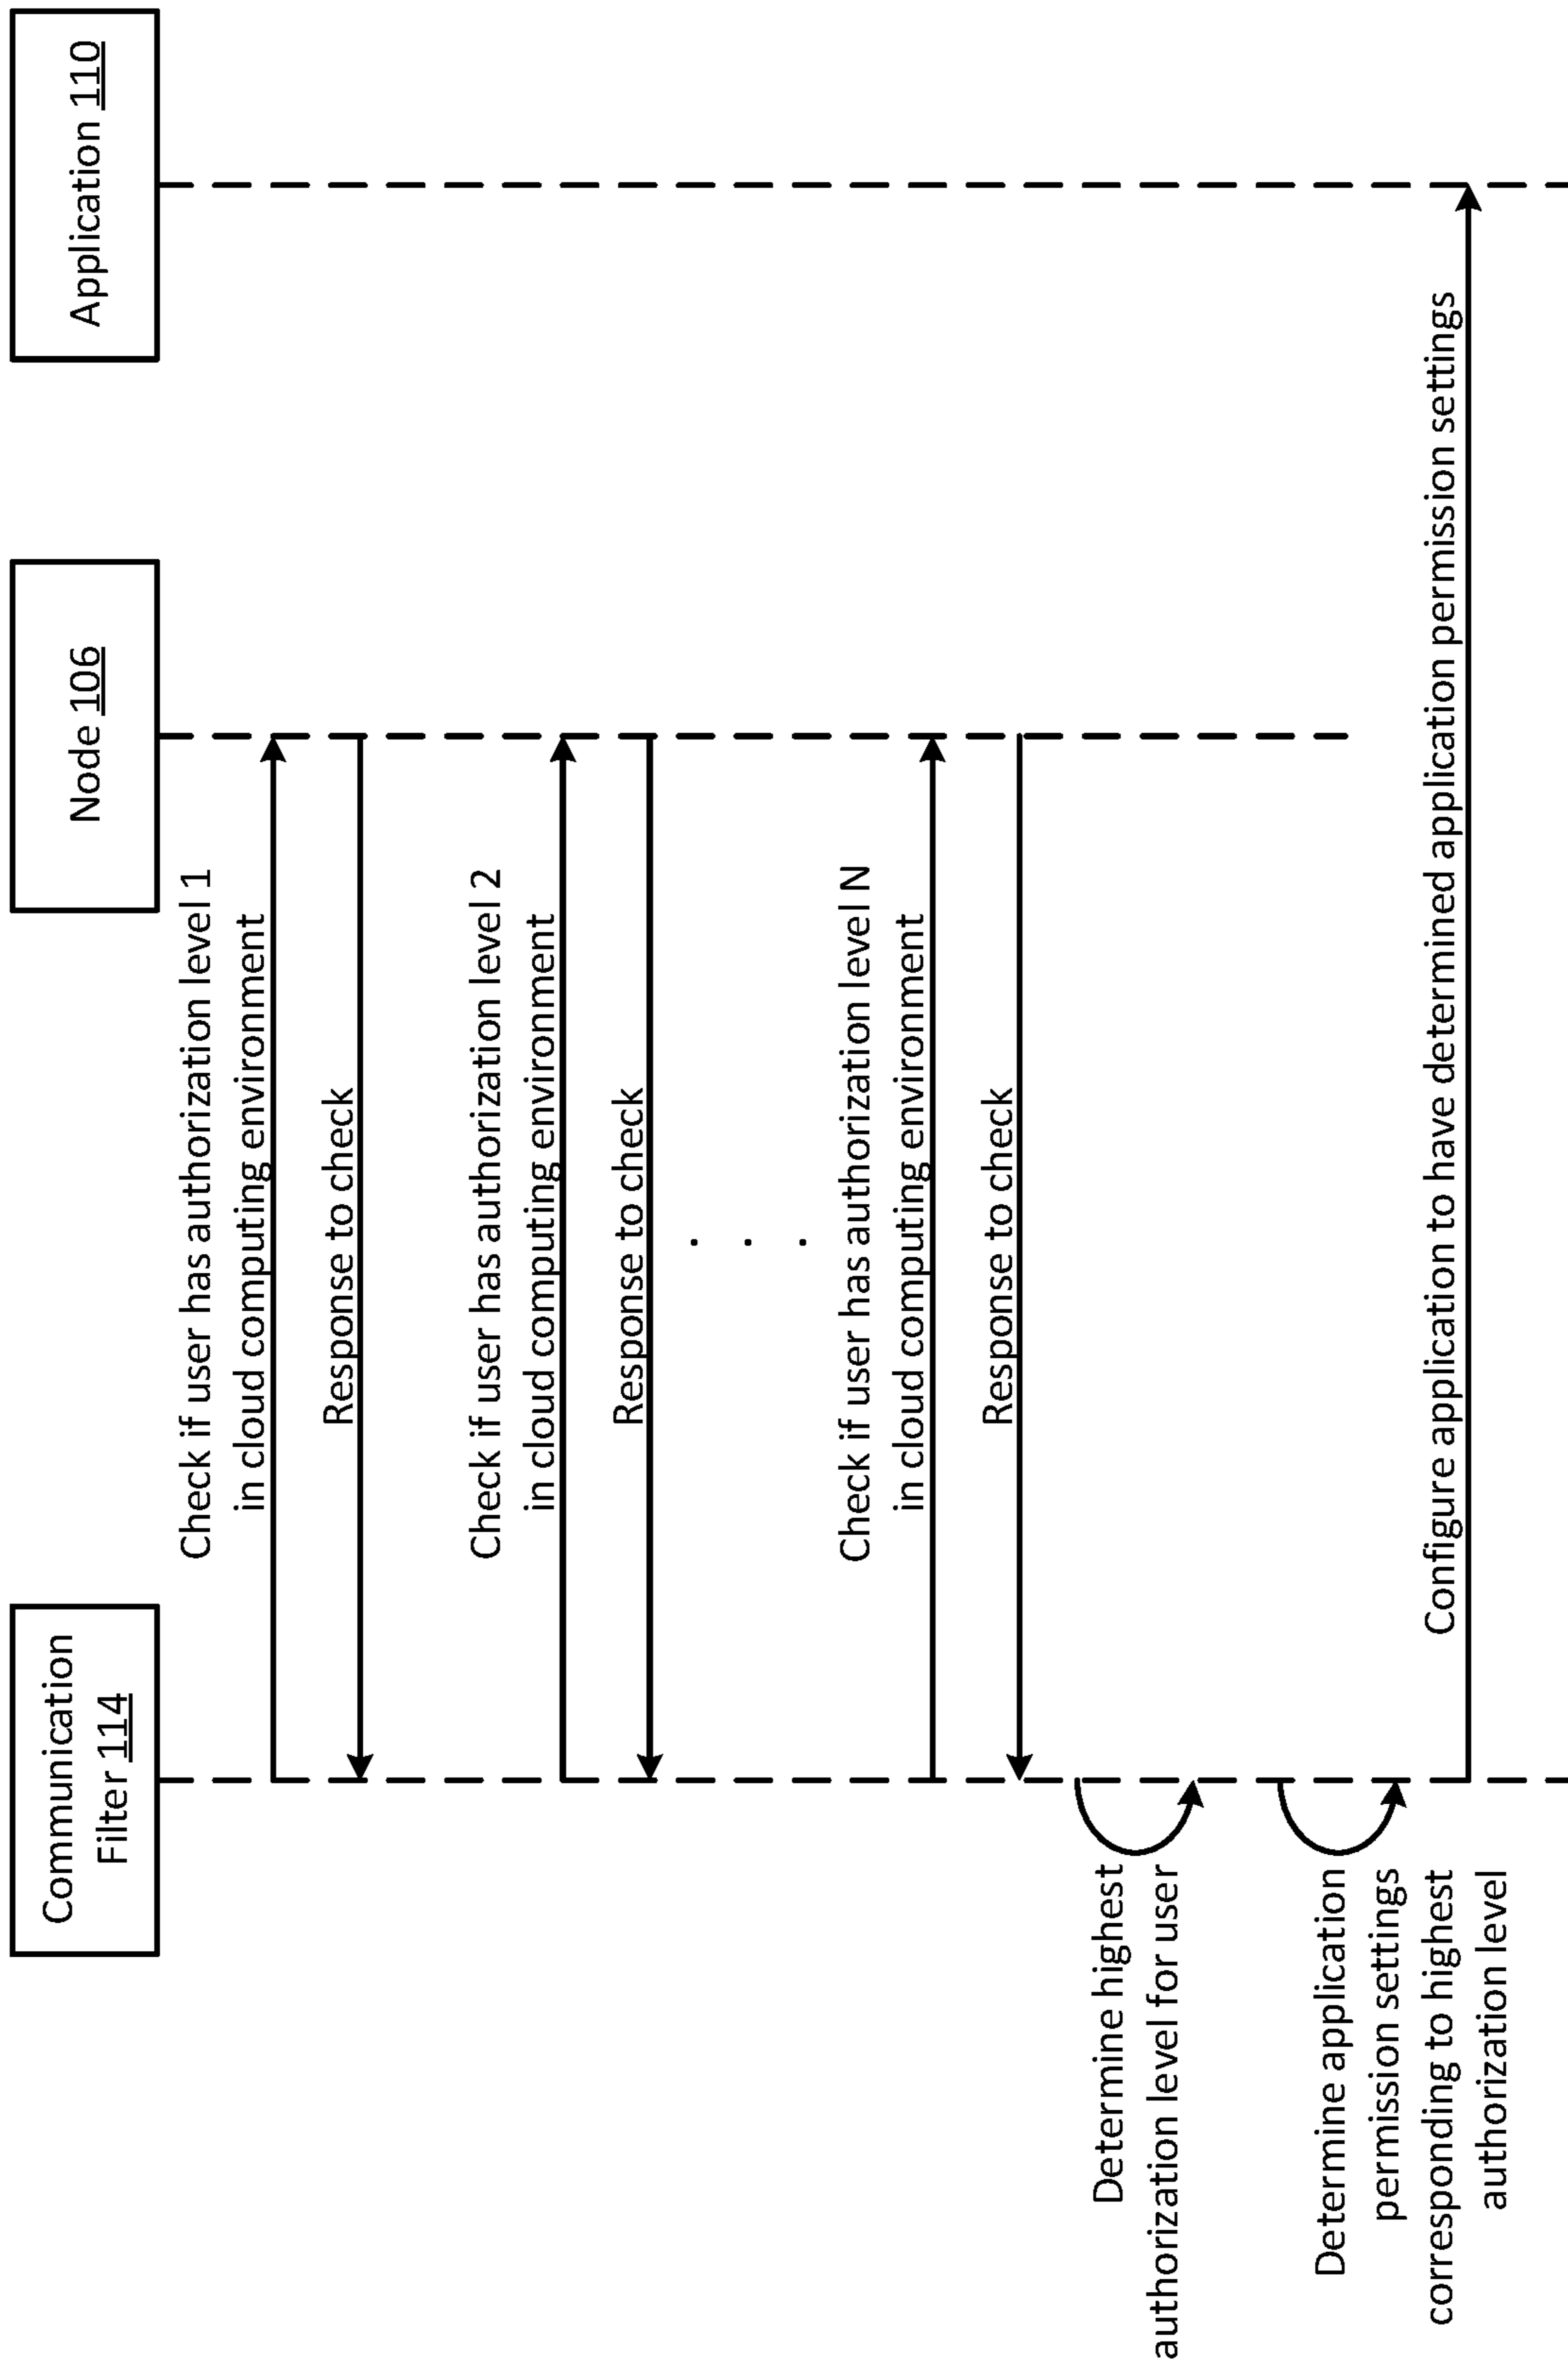 Communication
Filter 114
Node 106
Application 110
Check if user has authorization level 1
in cloud computing environment
Response to check
Check if user has authorization level 2
in cloud computing environment
Response to check
. . .
Check if user has authorization level N
in cloud computing environment
Response to check
Determine highest
authorization level for user
Determine application
permission settings
corresponding to highest
authorization level
Configure application to have determined application permission settings